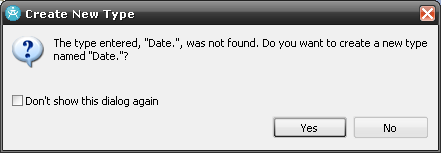 Create New Type
The type entered, "Date.", was not found. Do you want to create a new type
named "Date."?
Don't show this dialog again
Yes
No